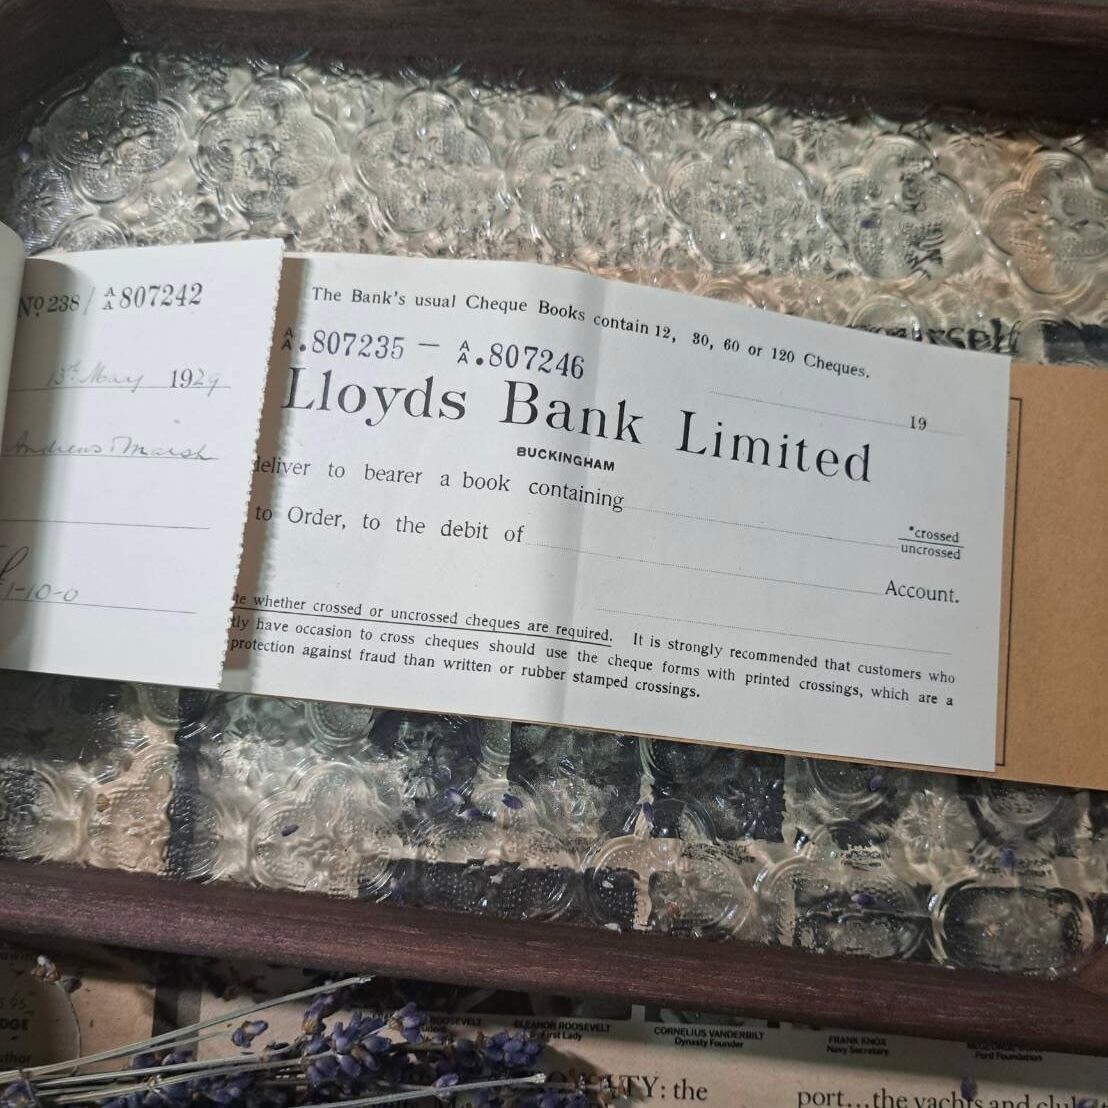 No 238 / A/A 807242
13th May 1929
Andrews & Marsh
£1-10-0
The Bank's usual Cheque Books contain 12, 30, 60 or 120 Cheques.
A/A.807235 — A/A.807246
19
Lloyds Bank Limited
BUCKINGHAM
deliver to bearer a book containing
*crossed
uncrossed
to Order, to the debit of
Account.
whether crossed or uncrossed cheques are required. It is strongly recommended that customers who
have occasion to cross cheques should use the cheque forms with printed crossings, which are a
protection against fraud than written or rubber stamped crossings.
ROOSEVELT
ELEANOR ROOSEVELT
First Lady
CORNELIUS VANDERBILT
Dynasty Founder
FRANK KNOX
Navy Secretary
Ford Foundation
the
port...the yachts and